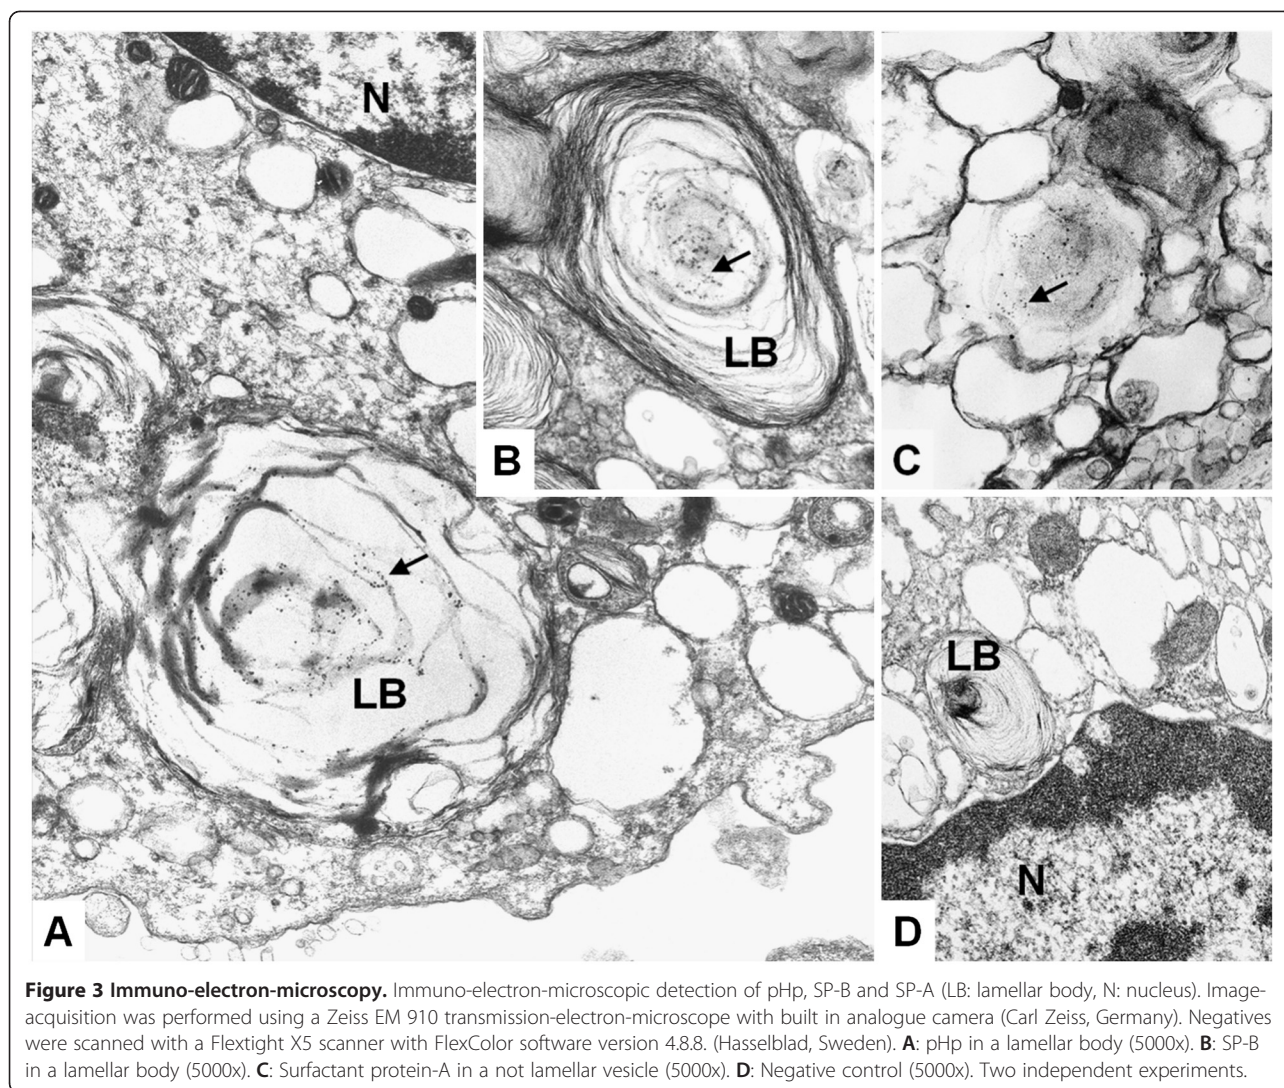 N
LB
B
C
LB
A
LB
N
D
Figure 3 Immuno-electron-microscopy. Immuno-electron-microscopic detection of pHp, SP-B and SP-A (LB: lamellar body, N: nucleus). Image-
acquisition was performed using a Zeiss EM 910 transmission-electron-microscope with built in analogue camera (Carl Zeiss, Germany). Negatives
were scanned with a Flextight X5 scanner with FlexColor software version 4.8.8. (Hasselblad, Sweden). A: pHp in a lamellar body (5000x). B: SP-B
in a lamellar body (5000x). C: Surfactant protein-A in a not lamellar vesicle (5000x). D: Negative control (5000x). Two independent experiments.